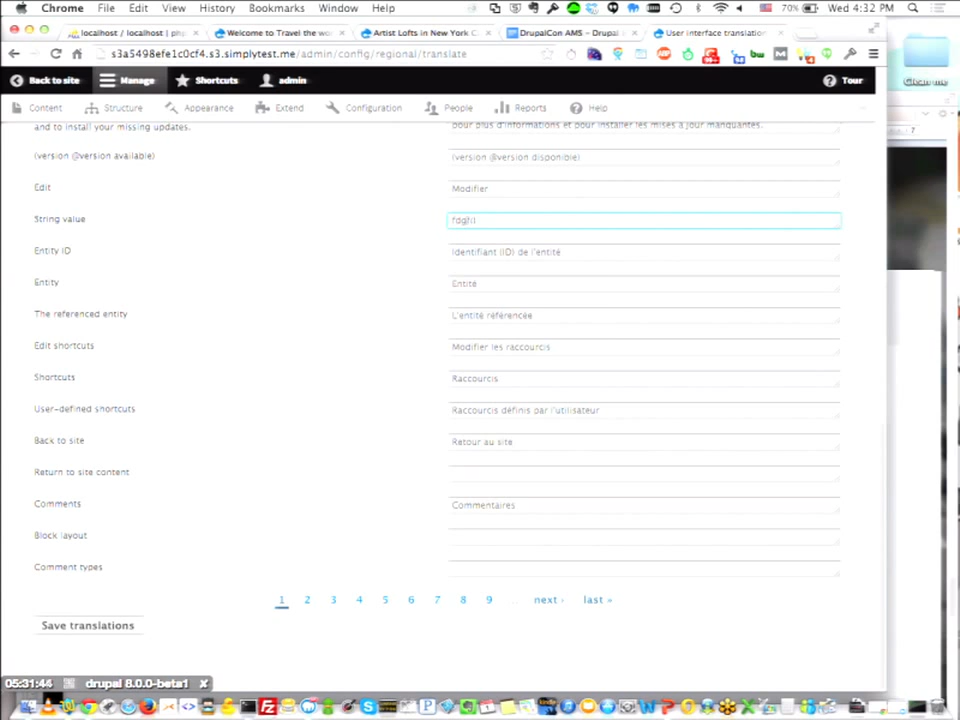 Chrome File Edit View History Bookmarks Window Help 70% Wed 4:32 PM
localhost / localhost | php Welcome to Travel the wo Artist Lofts in New York C DrupalCon AMS – Drupal User interface translation
s3a5498efe1c0cf4.s3.simplytest.me/admin/config/regional/translate
Clean me
Back to site Manage Shortcuts admin Tour
Content Structure Appearance Extend Configuration People Reports Help
and to install your missing updates. pour plus d'informations et pour installer les mises à jour manquantes.
(version @version available) (version @version disponible)
Edit Modifier
String value
Entity ID Identifiant (ID) de l'entité
Entity Entité
The referenced entity L'entité référencée
Edit shortcuts Modifier les raccourcis
Shortcuts Raccourcis
User-defined shortcuts Raccourcis définis par l'utilisateur
Back to site Retour au site
Return to site content
Comments Commentaires
Block layout
Comment types
1 2 3 4 5 6 7 8 9 … next › last »
Save translations
05:31:44 drupal 8.0.0-beta1 x